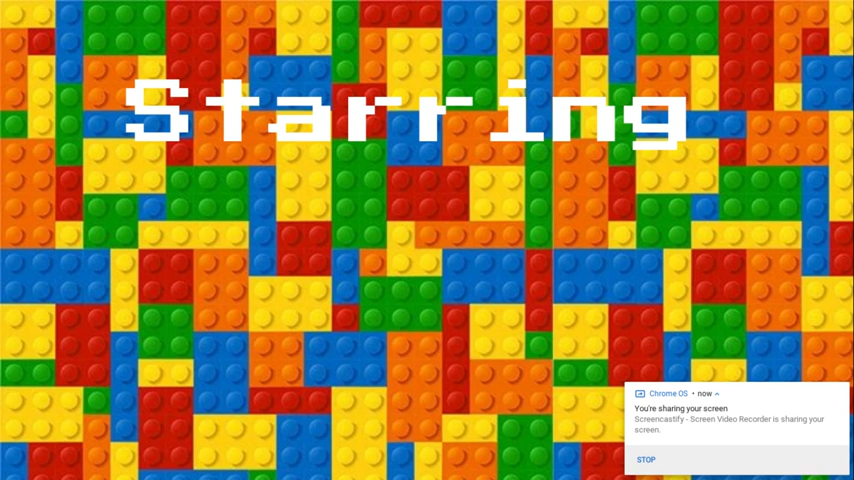 Starring
Chrome OS • now
You're sharing your screen
Screencastify - Screen Video Recorder is sharing your
screen.
STOP